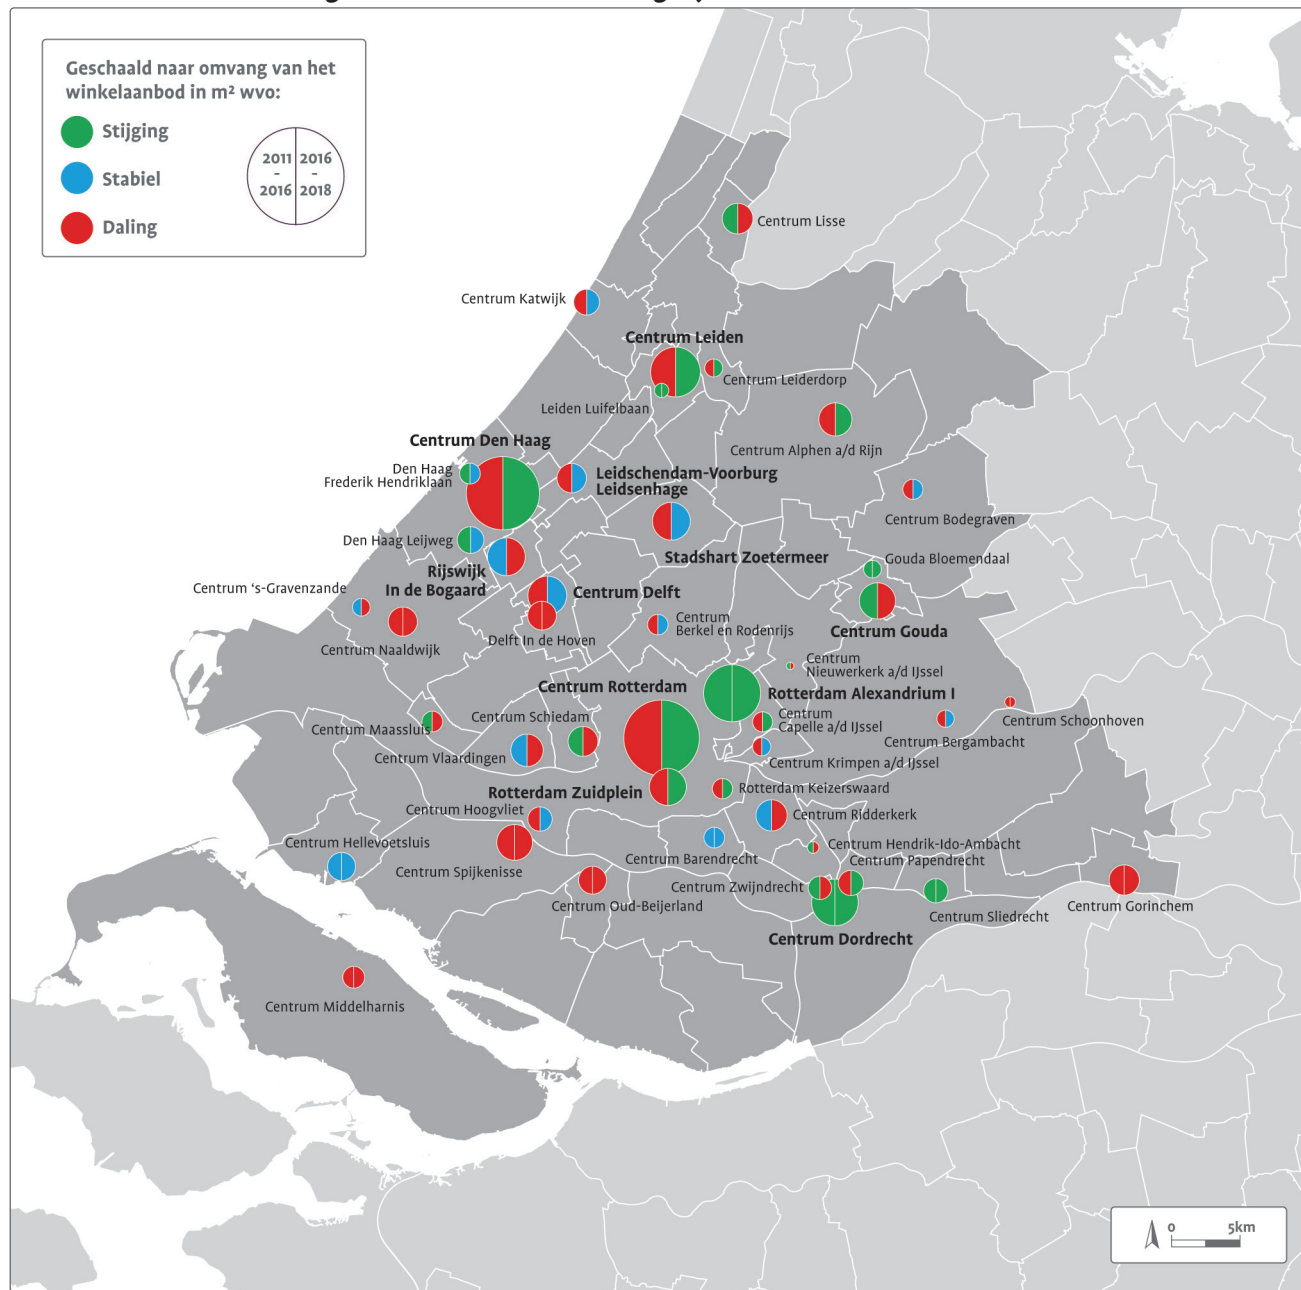 Geschaald naar omvang van het
winkelaanbod in m² wvo:
Stijging
Stabiel
Daling
2011 2016
- -
2016 2018
Centrum Lisse
Centrum Katwijk
Centrum Leiden
Centrum Leiderdorp
Leiden Luifelbaan
Centrum Alphen a/d Rijn
Centrum Den Haag
Den Haag
Frederik Hendriklaan
Leidschendam-Voorburg
Leidsenhage
Centrum Bodegraven
Den Haag Leijweg
Stadshart Zoetermeer
Gouda Bloemendaal
Rijswijk
In de Bogaard
Centrum 's-Gravenzande
Centrum Delft
Centrum
Berkel en Rodenrijs
Centrum Gouda
Delft In de Hoven
Centrum Naaldwijk
Centrum
Nieuwerkerk a/d IJssel
Centrum Rotterdam
Rotterdam Alexandrium I
Centrum Schiedam
Centrum
Capelle a/d IJssel
Centrum Schoonhoven
Centrum Maassluis
Centrum Bergambacht
Centrum Vlaardingen
Centrum Krimpen a/d IJssel
Rotterdam Zuidplein
Rotterdam Keizerswaard
Centrum Hoogvliet
Centrum Ridderkerk
Centrum Hellevoetsluis
Centrum Hendrik-Ido-Ambacht
Centrum Barendrecht
Centrum Papendrecht
Centrum Spijkenisse
Centrum Zwijndrecht
Centrum Oud-Beijerland
Centrum Sliedrecht
Centrum Gorinchem
Centrum Dordrecht
Centrum Middelharnis
0 5km